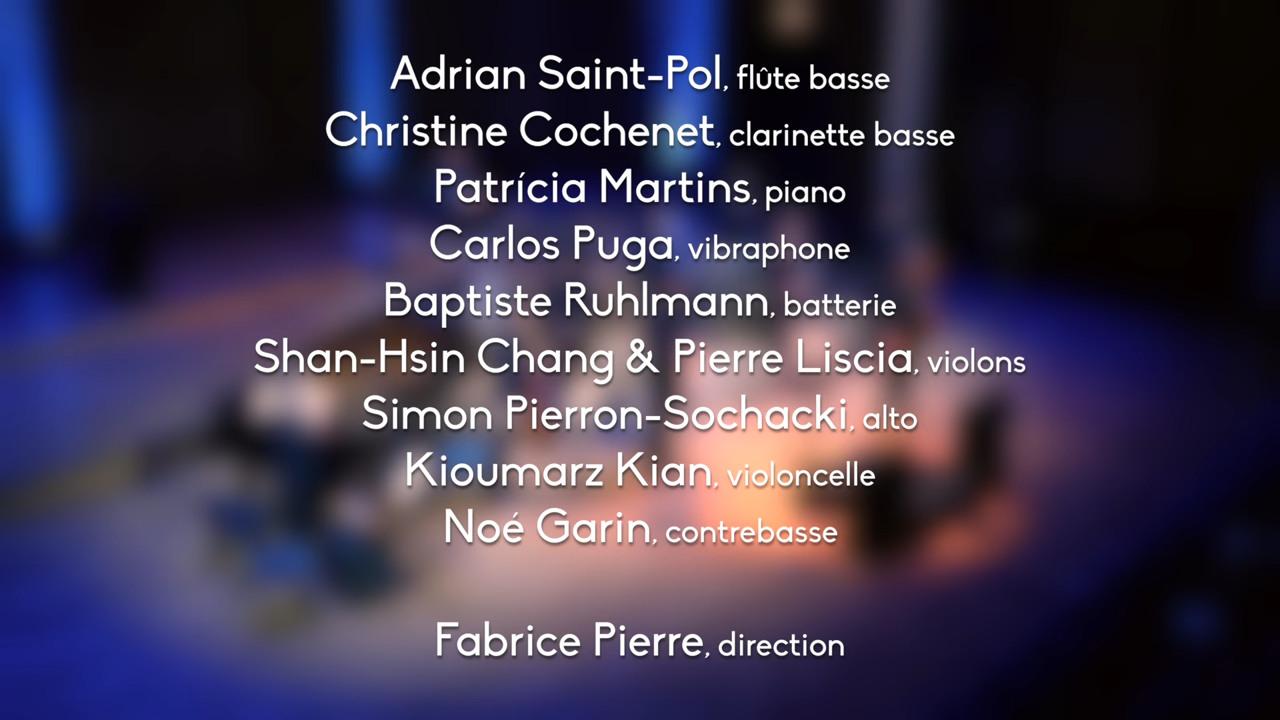 Adrian Saint-Pol, flûte basse
Christine Cochenet, clarinette basse
Patrícia Martins, piano
Carlos Puga, vibraphone
Baptiste Ruhlmann, batterie
Shan-Hsin Chang & Pierre Liscia, violons
Simon Pierron-Sochacki, alto
Kioumarz Kian, violoncelle
Noé Garin, contrebasse
Fabrice Pierre, direction